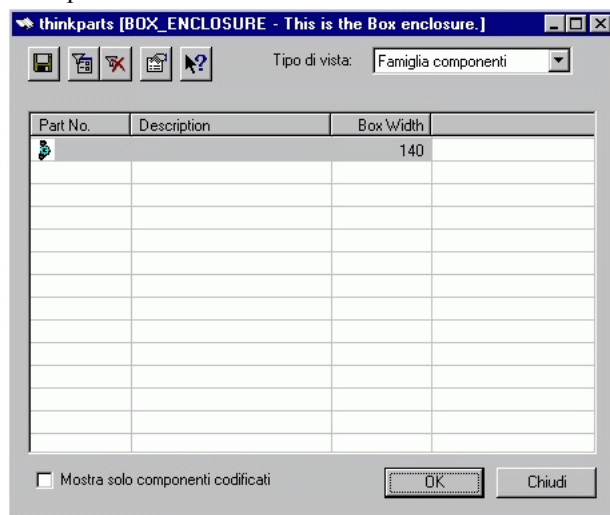 thinkparts [BOX_ENCLOSURE - This is the Box enclosure.]
Tipo di vista: Famiglia componenti
Part No. Description Box Width
140
Mostra solo componenti codificati OK Chiudi